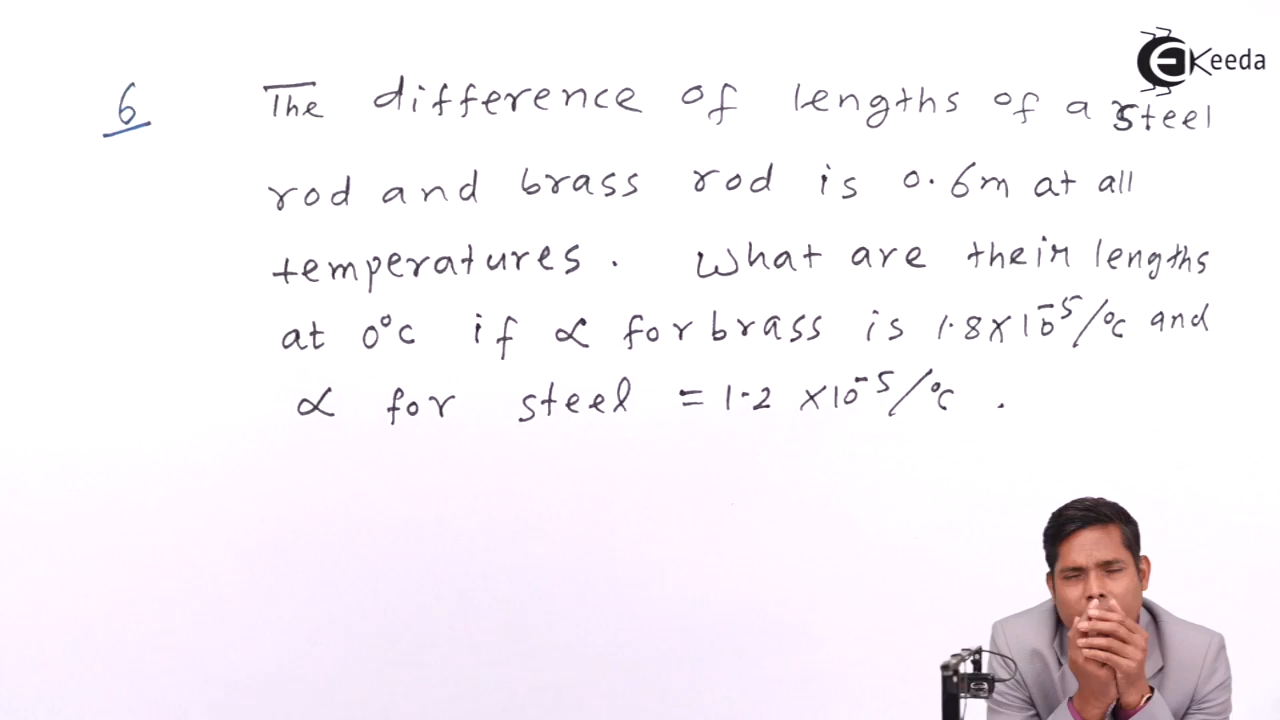 EKeeda
6 The difference of lengths of a steel
rod and brass rod is 0.6m at all
temperatures. What are their lengths
at 0°C if α for brass is 1.8×10⁻⁵/°C and
α for steel = 1.2 ×10⁻⁵/°C .